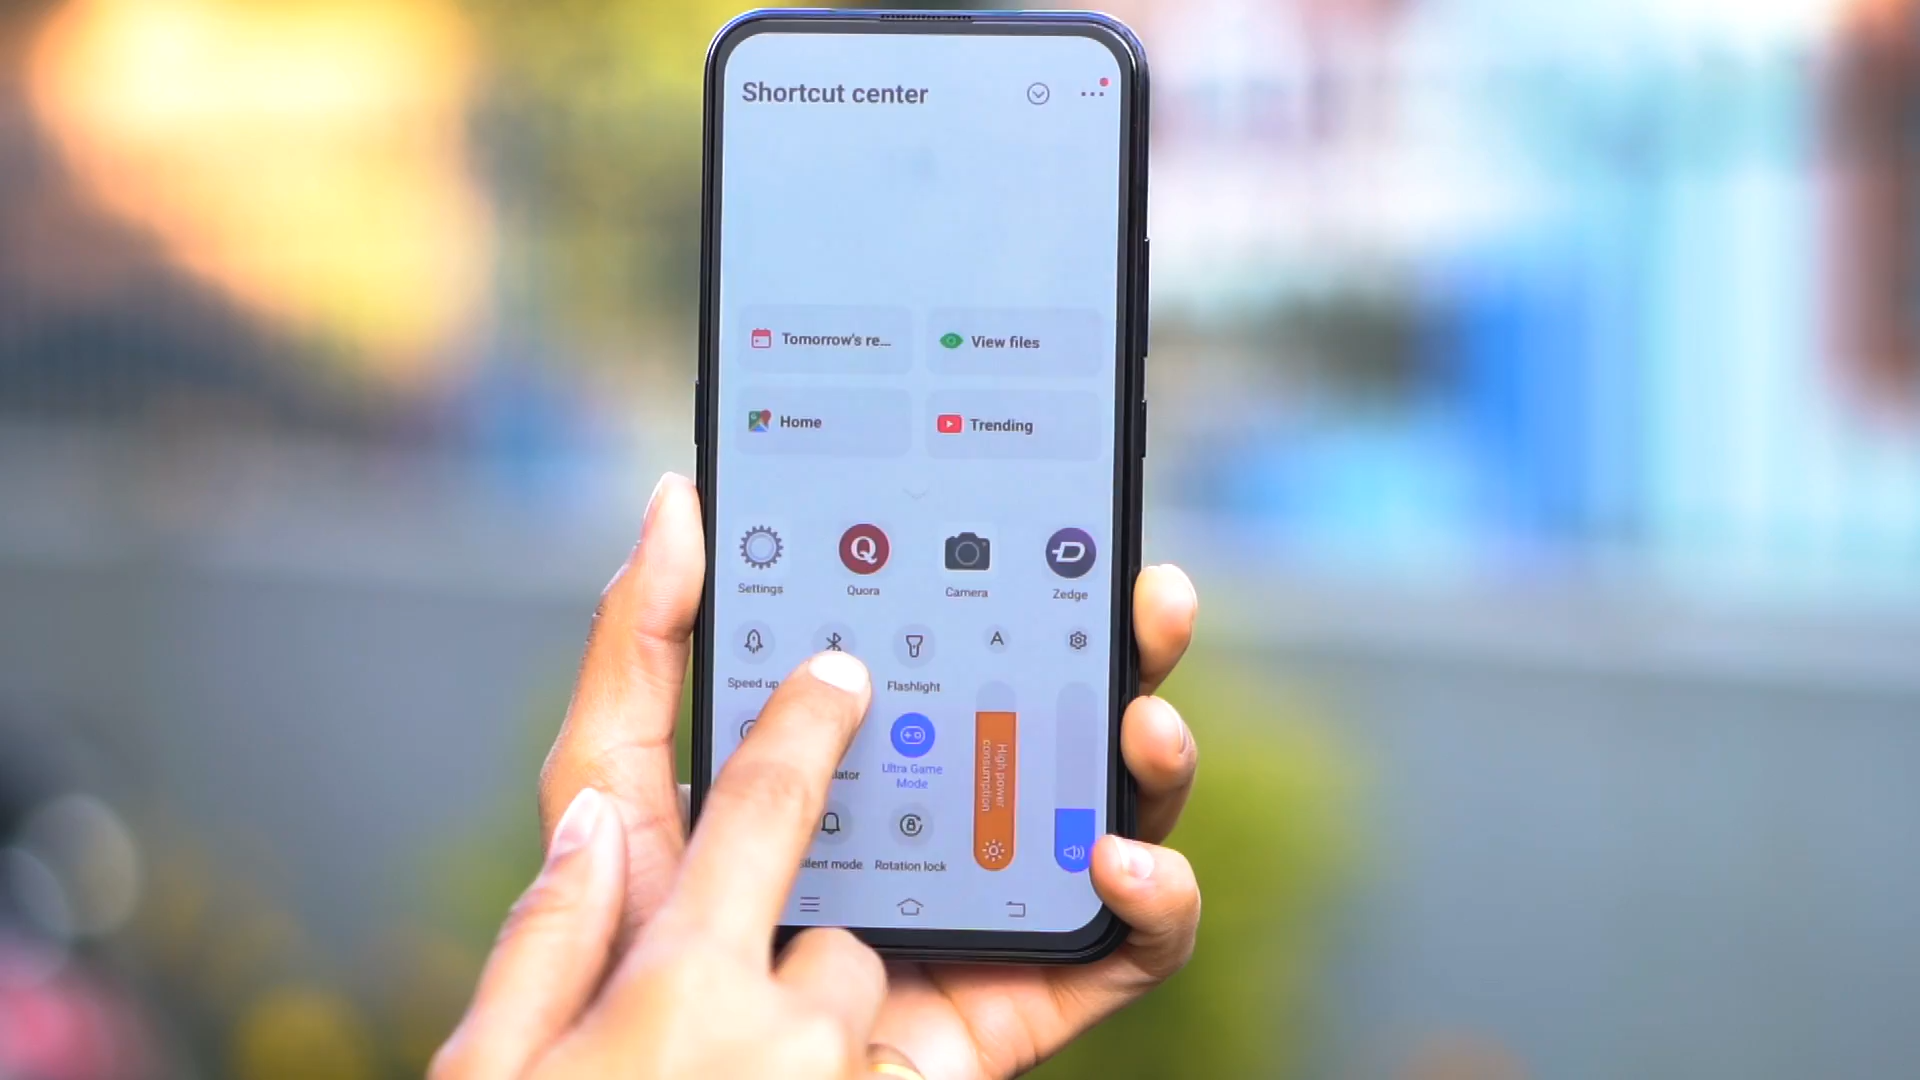 Shortcut center
Tomorrow's re...
View files
Home
Trending
Settings
Quora
Camera
Zedge
A
Speed up
Flashlight
High power
consumption
Ultra Game
Mode
Silent mode
Rotation lock